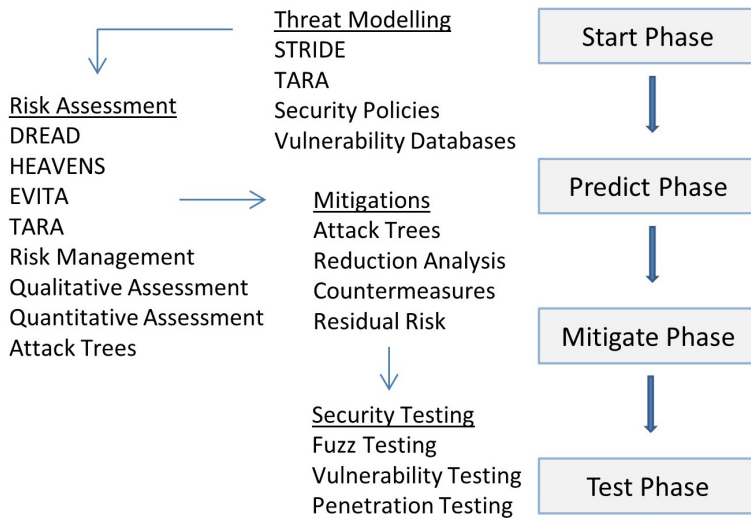 Threat Modelling
STRIDE
TARA
Security Policies
Vulnerability Databases
Risk Assessment
DREAD
HEAVENS
EVITA
TARA
Risk Management
Qualitative Assessment
Quantitative Assessment
Attack Trees
Mitigations
Attack Trees
Reduction Analysis
Countermeasures
Residual Risk
Security Testing
Fuzz Testing
Vulnerability Testing
Penetration Testing
Start Phase
Predict Phase
Mitigate Phase
Test Phase